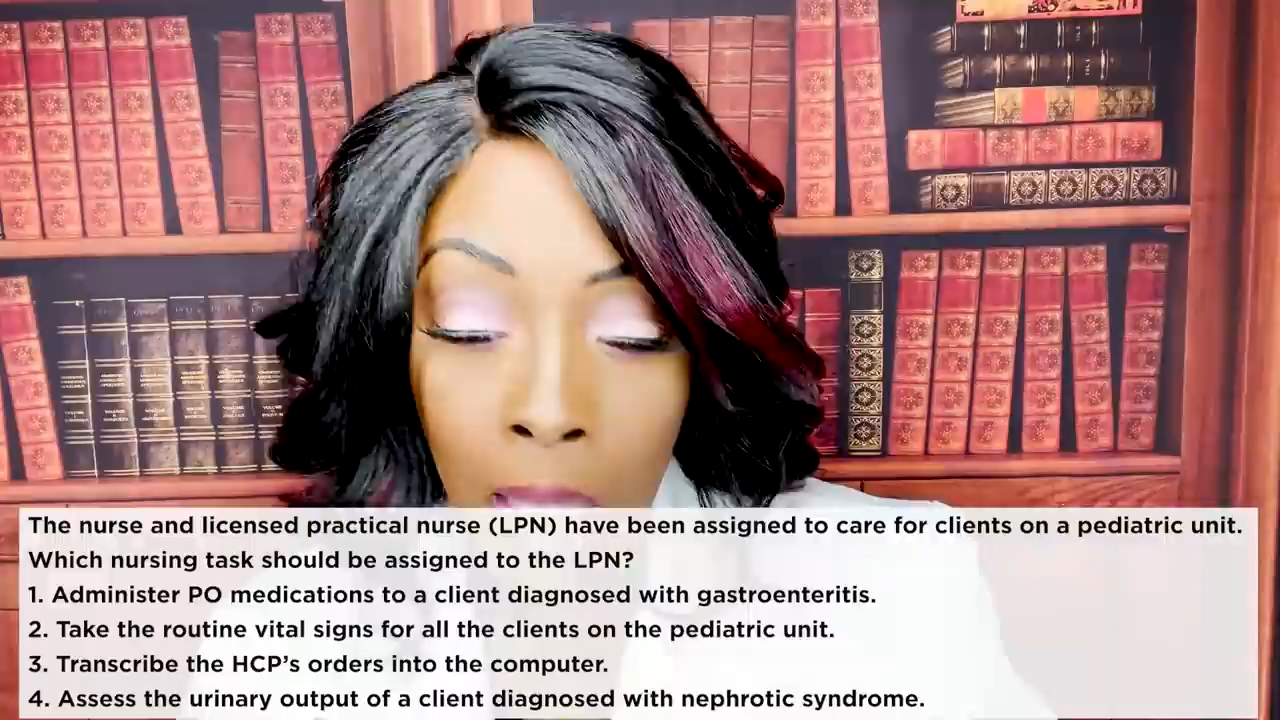 The nurse and licensed practical nurse (LPN) have been assigned to care for clients on a pediatric unit.
Which nursing task should be assigned to the LPN?
1. Administer PO medications to a client diagnosed with gastroenteritis.
2. Take the routine vital signs for all the clients on the pediatric unit.
3. Transcribe the HCP's orders into the computer.
4. Assess the urinary output of a client diagnosed with nephrotic syndrome.